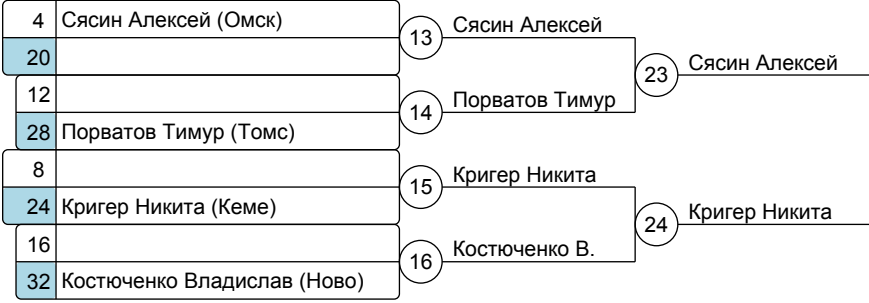 4 Сясин Алексей (Омск)
20
13 Сясин Алексей
12
28 Порватов Тимур (Томс)
14 Порватов Тимур
23 Сясин Алексей
8
24 Кригер Никита (Кеме)
15 Кригер Никита
16
32 Костюченко Владислав (Ново)
16 Костюченко В.
24 Кригер Никита